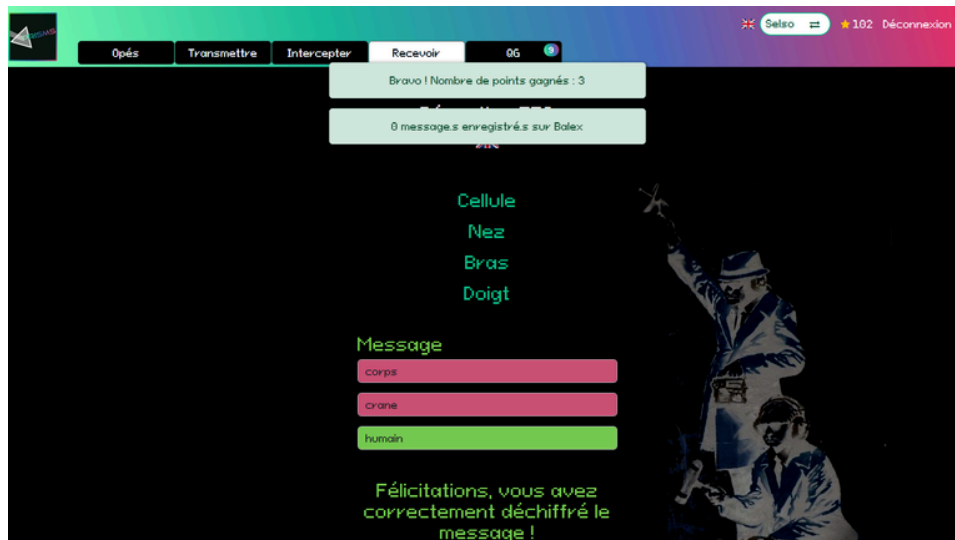 Selso
102 Déconnexion
Opés Transmettre Intercepter Recevoir QG 9
Bravo ! Nombre de points gagnés : 3
0 message.s enregistré.s sur Balex
Cellule
Nez
Bras
Doigt
Message
corps
crane
humain
Félicitations, vous avez
correctement déchiffré le
message !